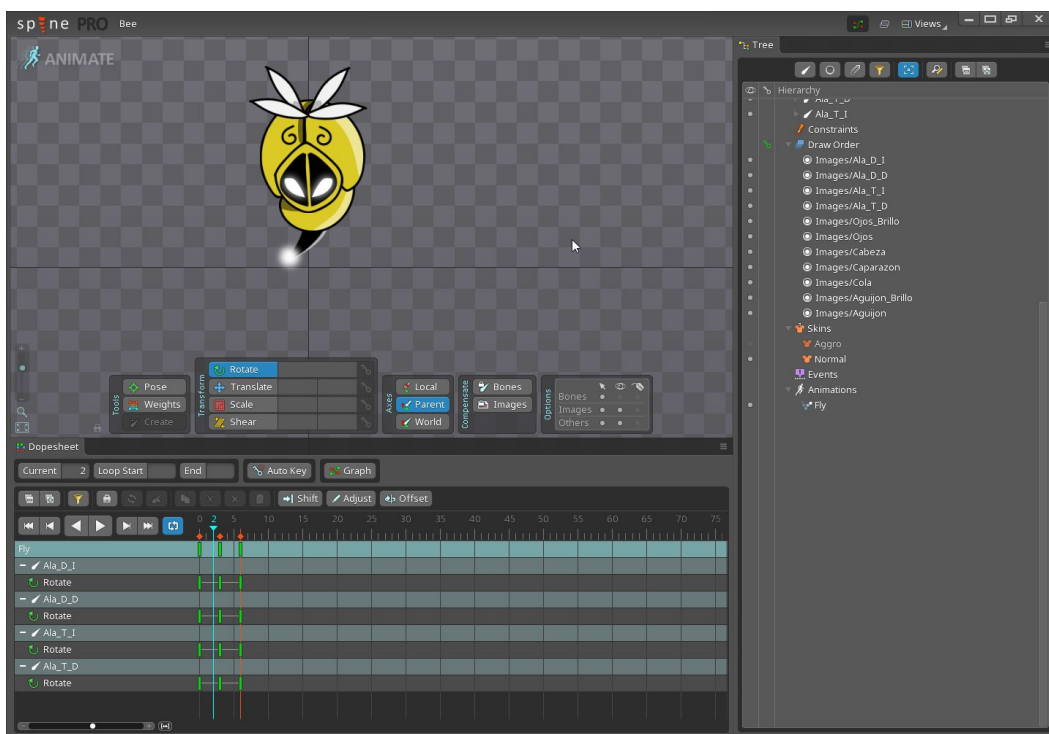 spine PRO Bee Views
ANIMATE
Tree
Hierarchy
Ala_T_D
Ala_T_I
Constraints
Draw Order
Images/Ala_D_I
Images/Ala_D_D
Images/Ala_T_I
Images/Ala_T_D
Images/Ojos_Brillo
Images/Ojos
Images/Cabeza
Images/Caparazon
Images/Cola
Images/Aguijon_Brillo
Images/Aguijon
Skins
Aggro
Normal
Events
Animations
Fly
Tools
Pose
Weights
Create
Transform
Rotate
Translate
Scale
Shear
Axes
Local
Parent
World
Compensate
Bones
Images
Options
Bones
Images
Others
Dopesheet
Current 2 Loop Start End Auto Key Graph
Shift Adjust Offset
0 2 5 10 15 20 25 30 35 40 45 50 55 60 65 70 75
Fly
Ala_D_I
Rotate
Ala_D_D
Rotate
Ala_T_I
Rotate
Ala_T_D
Rotate